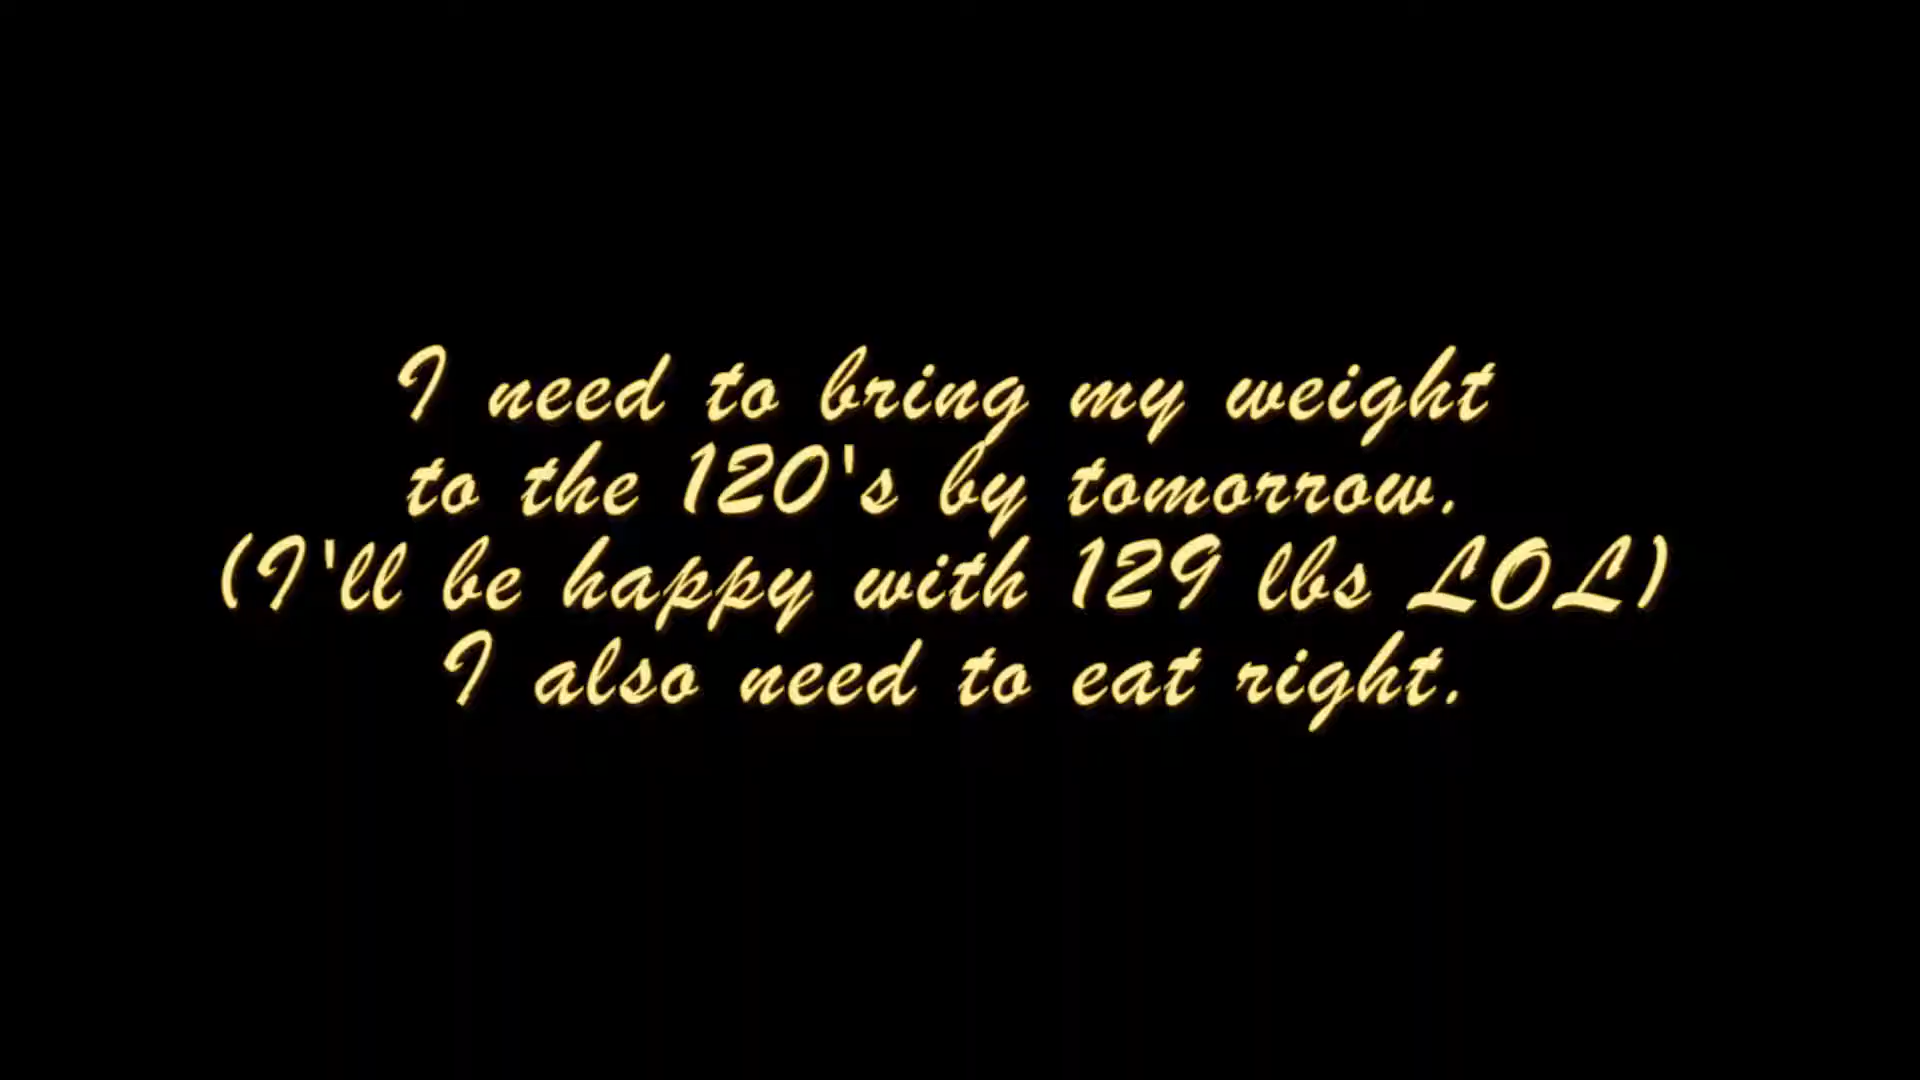 I need to bring my weight
to the 120's by tomorrow.
(I'll be happy with 129 lbs LOL)
I also need to eat right.